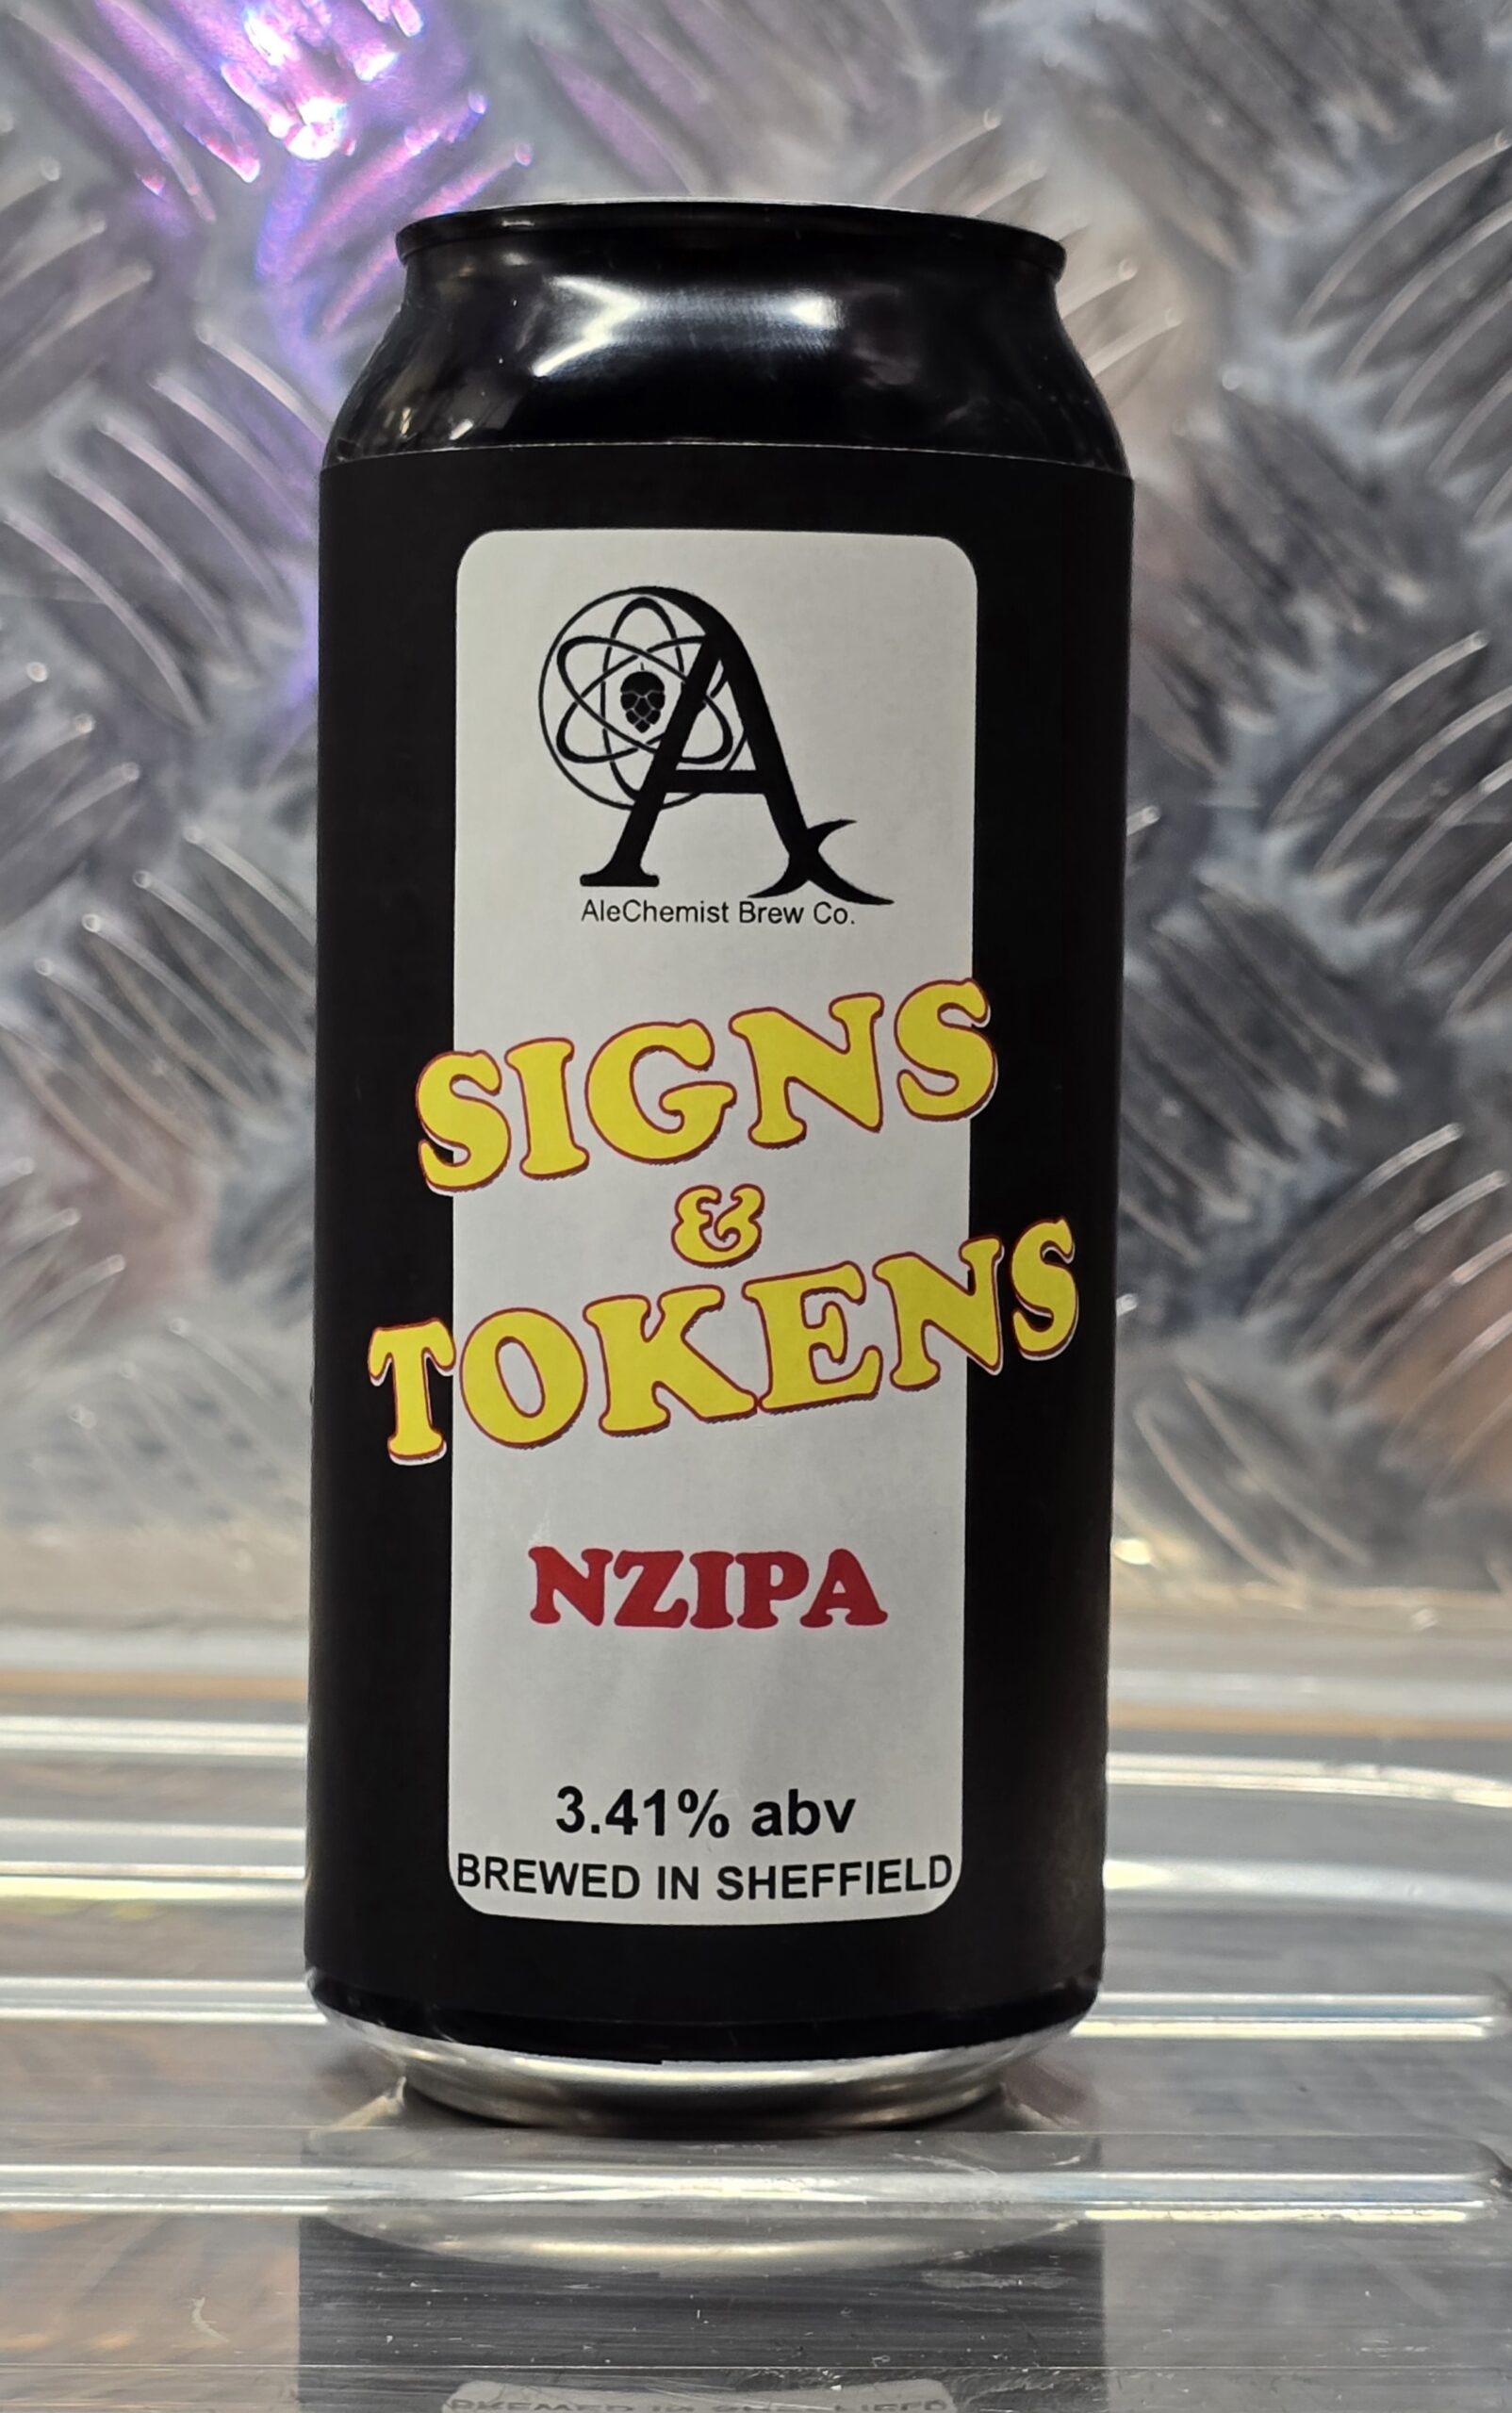 A
AleChemist Brew Co.
SIGNS
&
TOKENS
NZIPA
3.41% abv
BREWED IN SHEFFIELD